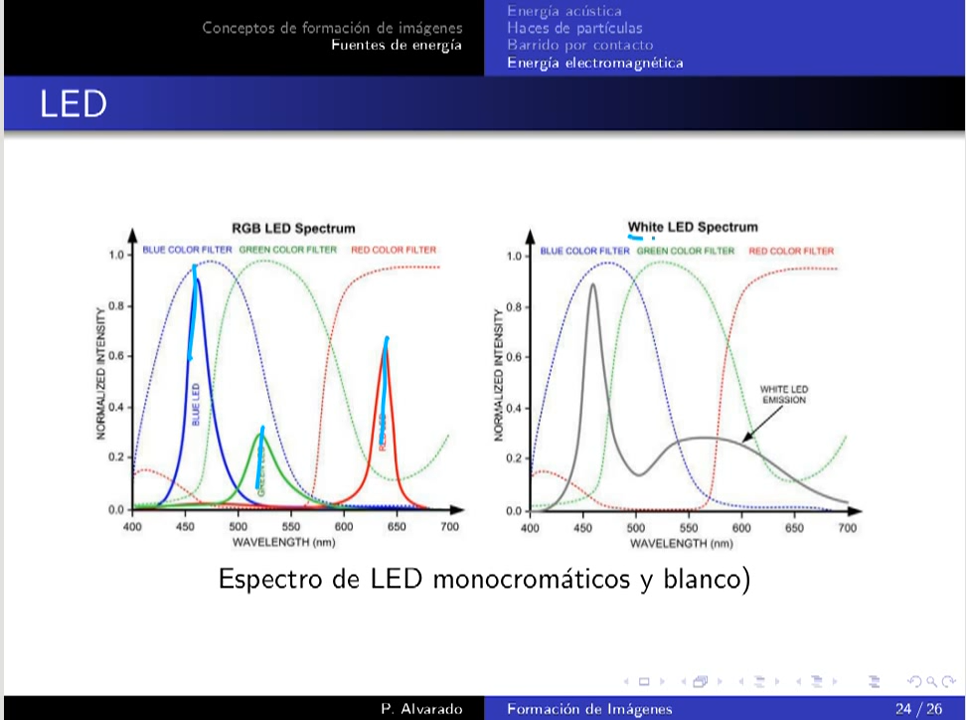 Conceptos de formación de imágenes
Fuentes de energía
Energía acústica
Haces de partículas
Barrido por contacto
Energía electromagnética
LED
RGB LED Spectrum
BLUE COLOR FILTER GREEN COLOR FILTER RED COLOR FILTER
NORMALIZED INTENSITY
1.0
0.8
0.6
0.4
0.2
0.0
BLUE LED
GREEN LED
RED LED
400 450 500 550 600 650 700
WAVELENGTH (nm)
White LED Spectrum
BLUE COLOR FILTER GREEN COLOR FILTER RED COLOR FILTER
NORMALIZED INTENSITY
1.0
0.8
0.6
0.4
0.2
0.0
WHITE LED
EMISSION
400 450 500 550 600 650 700
WAVELENGTH (nm)
Espectro de LED monocromáticos y blanco)
P. Alvarado
Formación de Imágenes
24 / 26